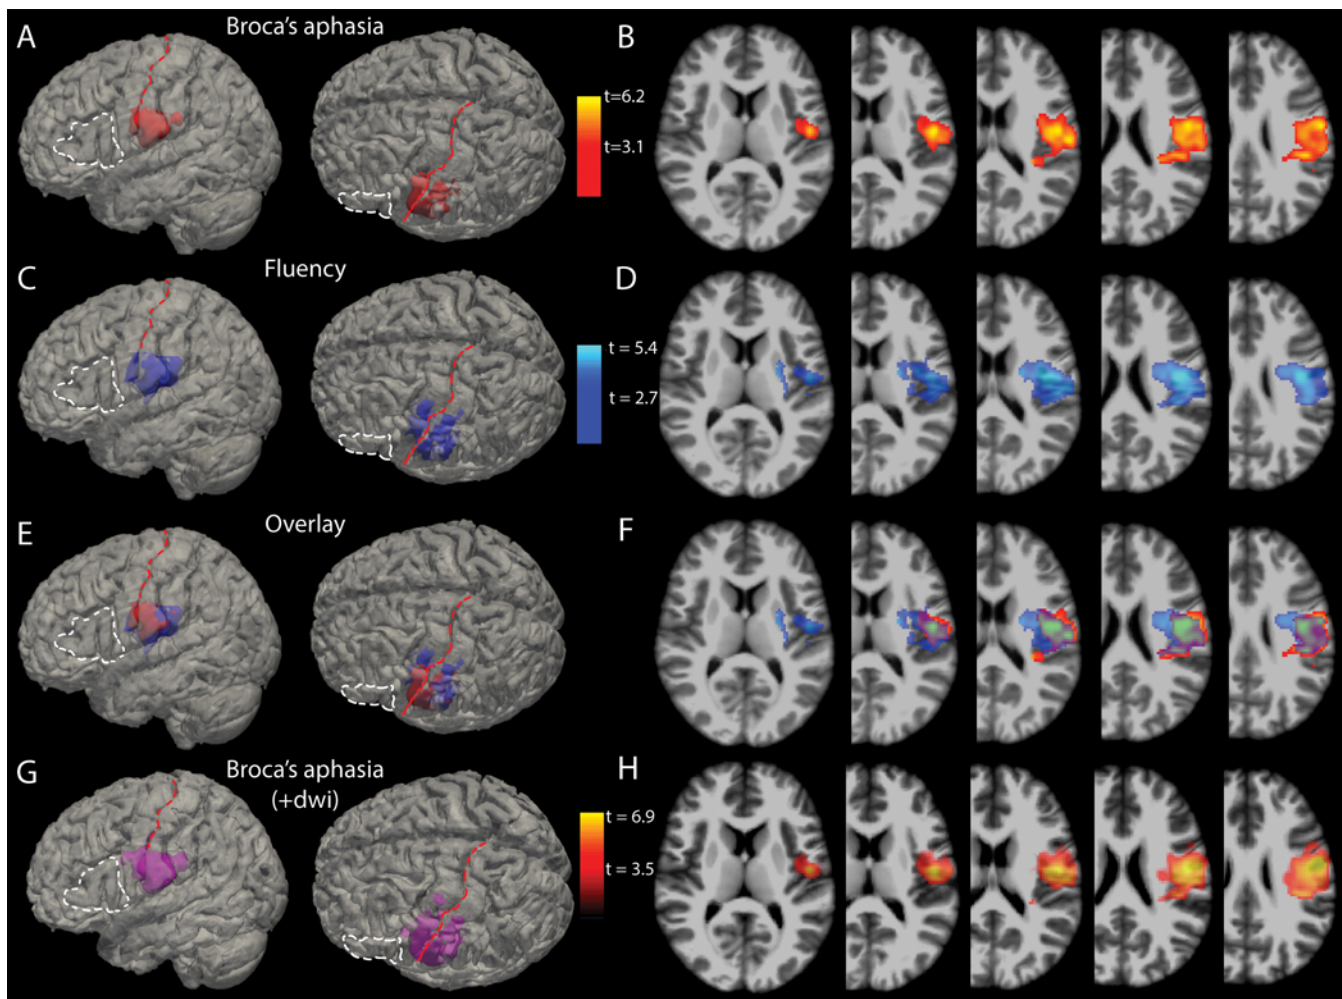 A
Broca's aphasia
B
t=6.2
t=3.1
C
Fluency
D
t = 5.4
t = 2.7
E
Overlay
F
G
Broca's aphasia
(+dwi)
H
t = 6.9
t = 3.5